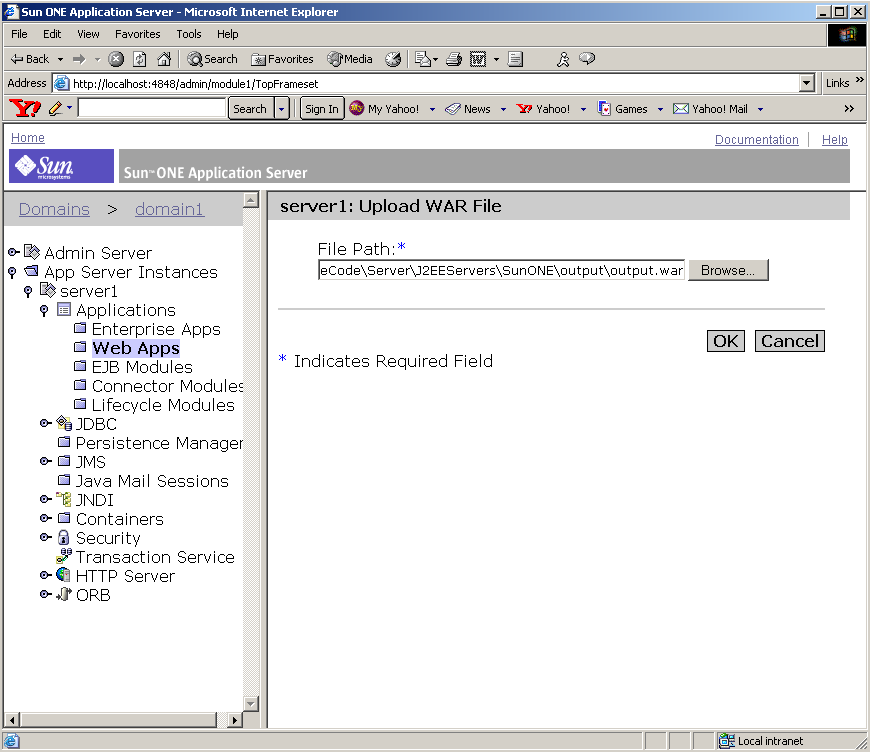 Sun ONE Application Server - Microsoft Internet Explorer
File Edit View Favorites Tools Help
Back Search Favorites Media
Address http://localhost:4848/admin/module1/TopFrameset Links »
Y! Search Sign In My Yahoo! News Yahoo! Games Yahoo! Mail »
Home Documentation | Help
Sun microsystems Sun™ ONE Application Server
Domains > domain1
server1: Upload WAR File
File Path:*
eCode\Server\J2EEServers\SunONE\output\output.war Browse...
OK Cancel
* Indicates Required Field
Admin Server
App Server Instances
server1
Applications
Enterprise Apps
Web Apps
EJB Modules
Connector Modules
Lifecycle Modules
JDBC
Persistence Manager
JMS
Java Mail Sessions
JNDI
Containers
Security
Transaction Service
HTTP Server
ORB
Local intranet